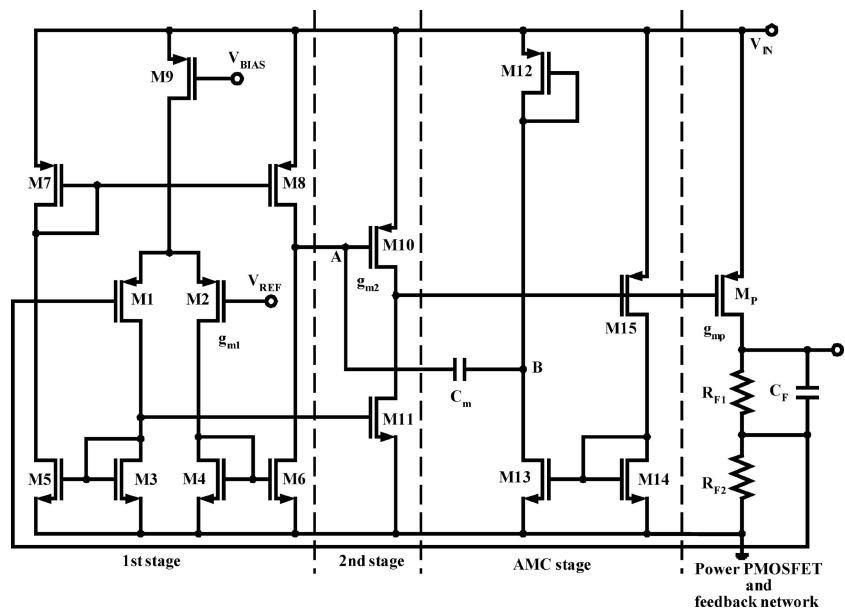 V_BIAS
V_IN
M9
M12
M7
M8
A
M10
g_m2
M1
M2
V_REF
g_m1
M15
M_P
g_mp
B
C_m
M11
R_F1
C_F
M5
M3
M4
M6
M13
M14
R_F2
1st stage
2nd stage
AMC stage
Power PMOSFET
and
feedback network